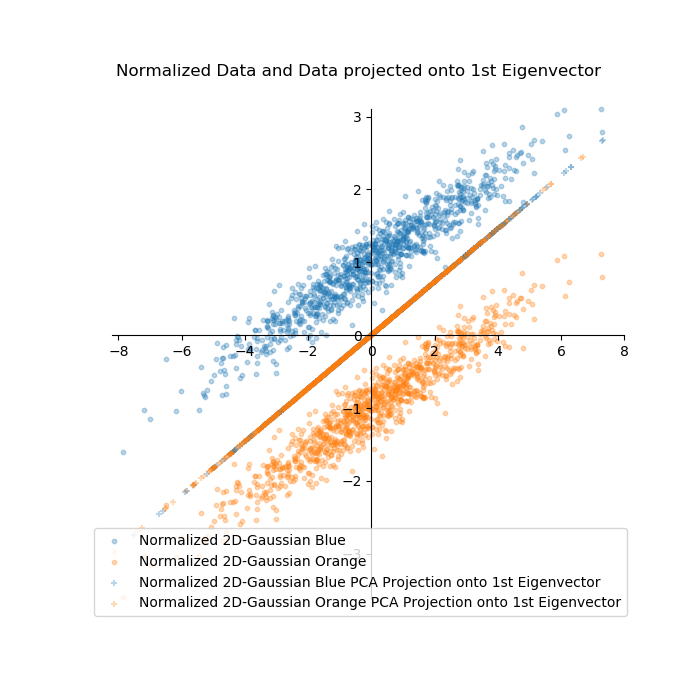 Normalized Data and Data projected onto 1st Eigenvector
3
2
1
0
−8 −6 −4 −2 0 2 4 6 8
−1
−2
−3
Normalized 2D-Gaussian Blue
Normalized 2D-Gaussian Orange
Normalized 2D-Gaussian Blue PCA Projection onto 1st Eigenvector
Normalized 2D-Gaussian Orange PCA Projection onto 1st Eigenvector